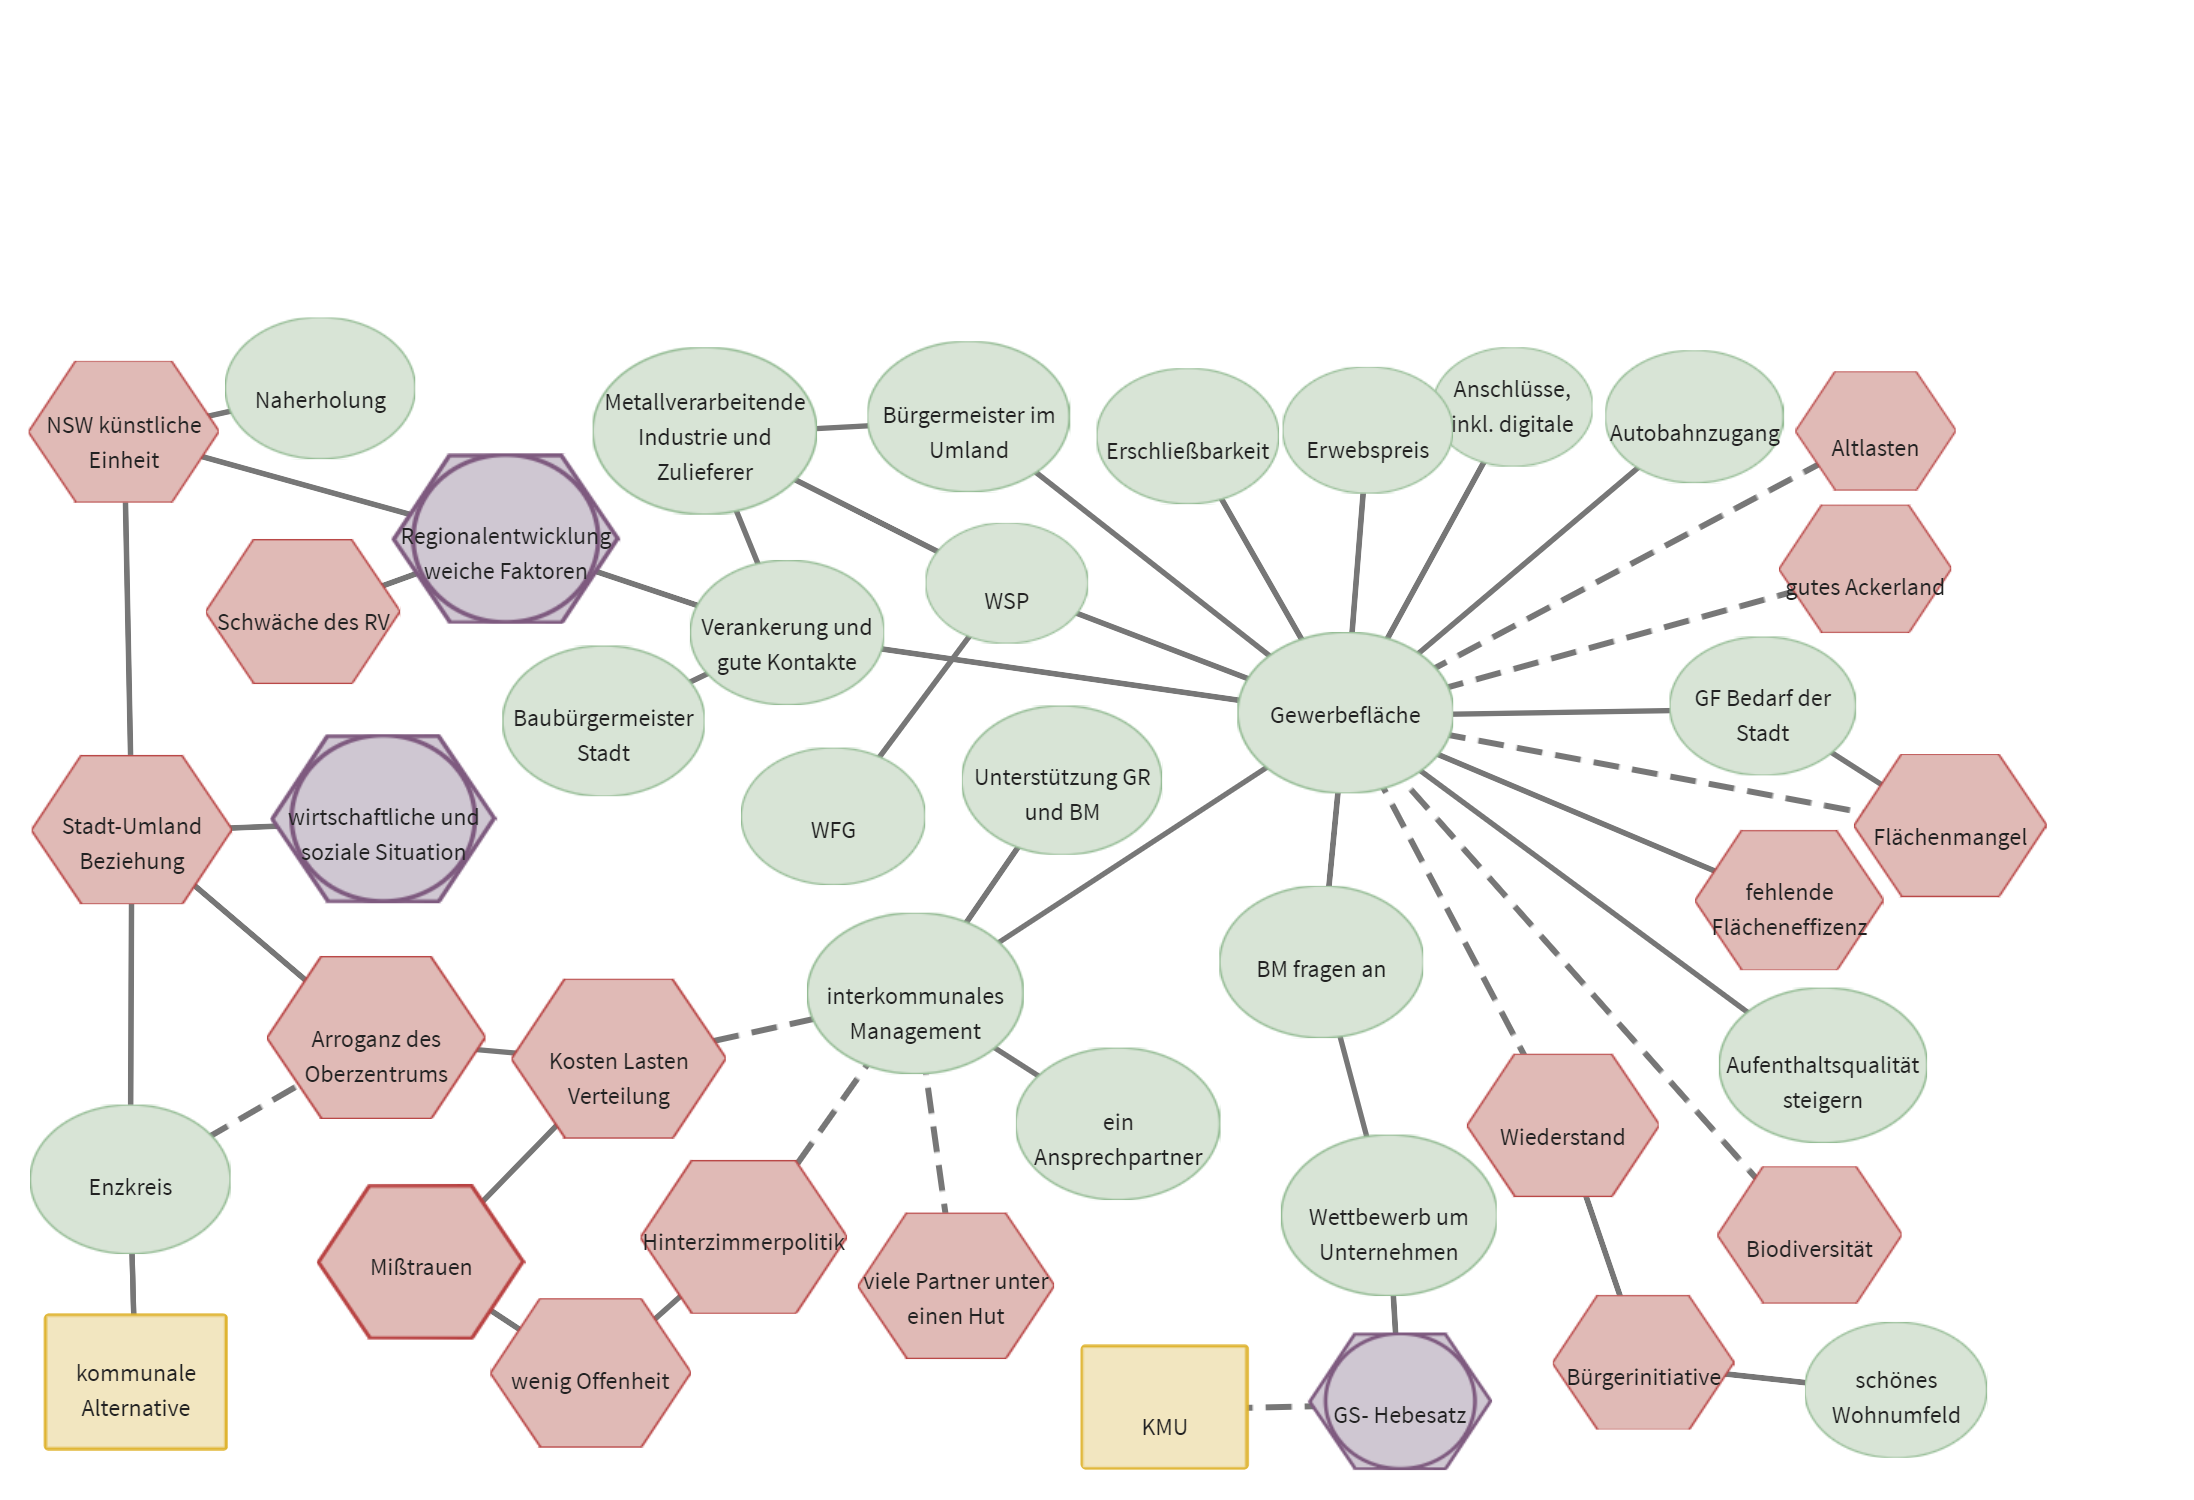 Naherholung
NSW künstliche
Einheit
Metallverarbeitende
Industrie und
Zulieferer
Bürgermeister im
Umland
Erschließbarkeit
Erwebspreis
Anschlüsse,
inkl. digitale
Autobahnzugang
Altlasten
Regionalentwicklung
weiche Faktoren
Schwäche des RV
Verankerung und
gute Kontakte
WSP
gutes Ackerland
Baubürgermeister
Stadt
Gewerbefläche
GF Bedarf der
Stadt
Stadt-Umland
Beziehung
wirtschaftliche und
soziale Situation
WFG
Unterstützung GR
und BM
Flächenmangel
fehlende
Flächeneffizenz
interkommunales
Management
BM fragen an
Arroganz des
Oberzentrums
Kosten Lasten
Verteilung
ein
Ansprechpartner
Aufenthaltsqualität
steigern
Wiederstand
Enzkreis
Mißtrauen
Hinterzimmerpolitik
viele Partner unter
einen Hut
Wettbewerb um
Unternehmen
Biodiversität
kommunale
Alternative
wenig Offenheit
KMU
GS- Hebesatz
Bürgerinitiative
schönes
Wohnumfeld